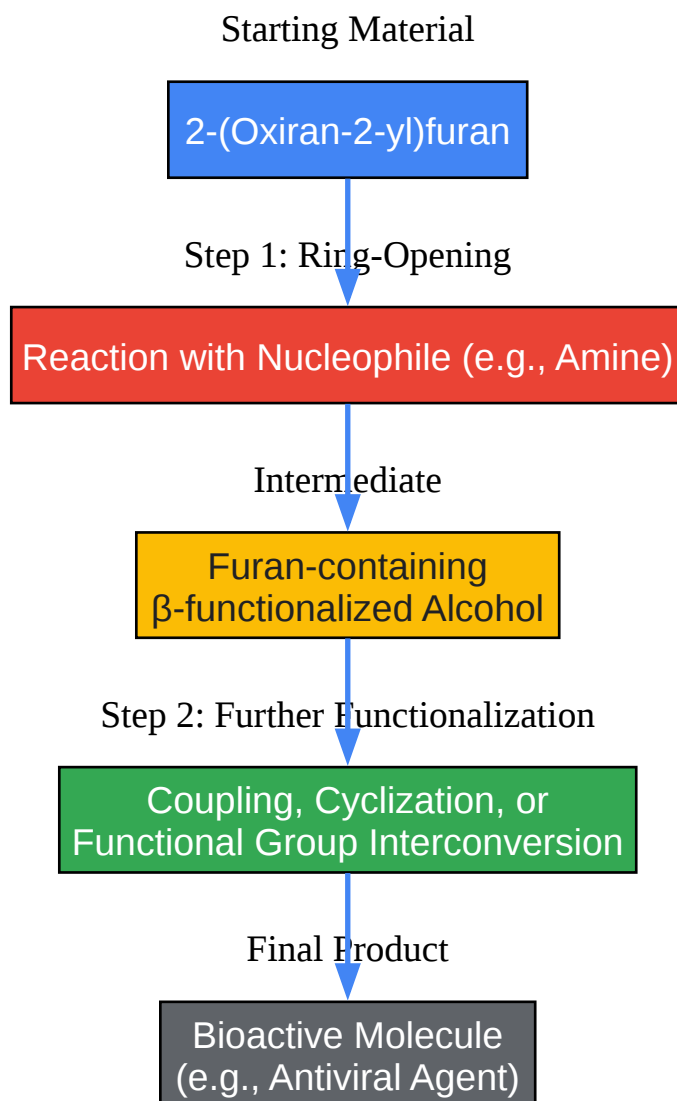 Starting Material
2-(Oxiran-2-yl)furan
Step 1: Ring-Opening
Reaction with Nucleophile (e.g., Amine)
Intermediate
Furan-containing
β-functionalized Alcohol
Step 2: Further Functionalization
Coupling, Cyclization, or
Functional Group Interconversion
Final Product
Bioactive Molecule
(e.g., Antiviral Agent)